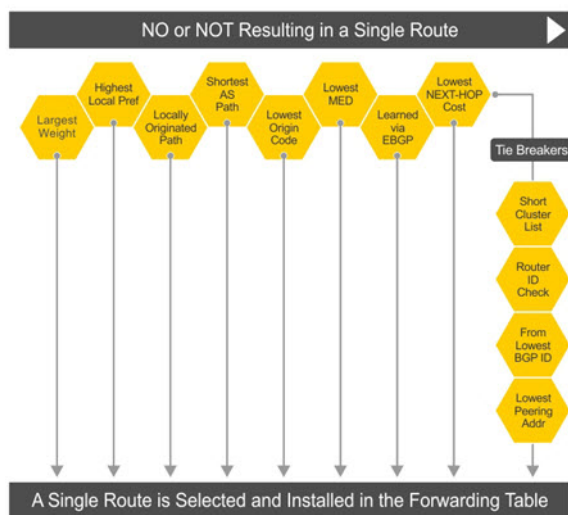 NO or NOT Resulting in a Single Route
Largest
Weight
Highest
Local Pref
Locally
Originated
Path
Shortest
AS
Path
Lowest
Origin
Code
Lowest
MED
Learned
via
EBGP
Lowest
NEXT-HOP
Cost
Tie Breakers
Short
Cluster
List
Router
ID
Check
From
Lowest
BGP ID
Lowest
Peering
Addr
A Single Route is Selected and Installed in the Forwarding Table